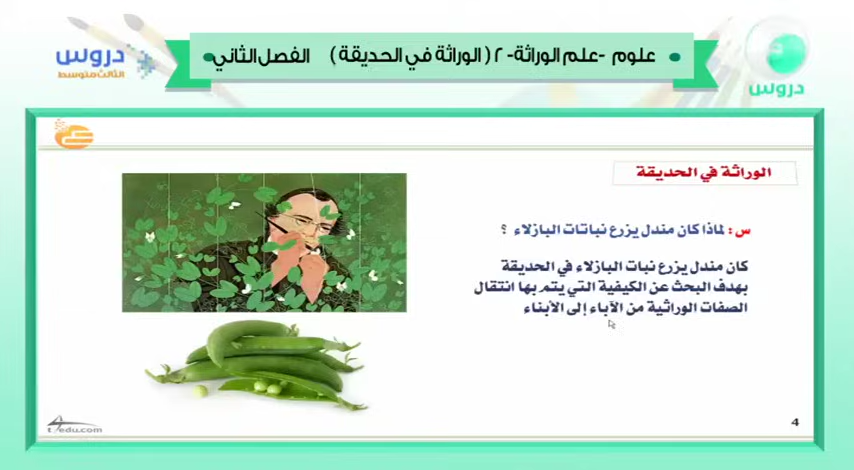 علوم -علم الوراثة- ٢ ( الوراثة في الحديقة ) الفصل الثاني
دروس
الثالث متوسط
دروس
الوراثة في الحديقة
س : لماذا كان مندل يزرع نباتات البازلاء ؟
كان مندل يزرع نبات البازلاء في الحديقة
بهدف البحث عن الكيفية التي يتم بها انتقال
الصفات الوراثية من الآباء إلى الأبناء
4